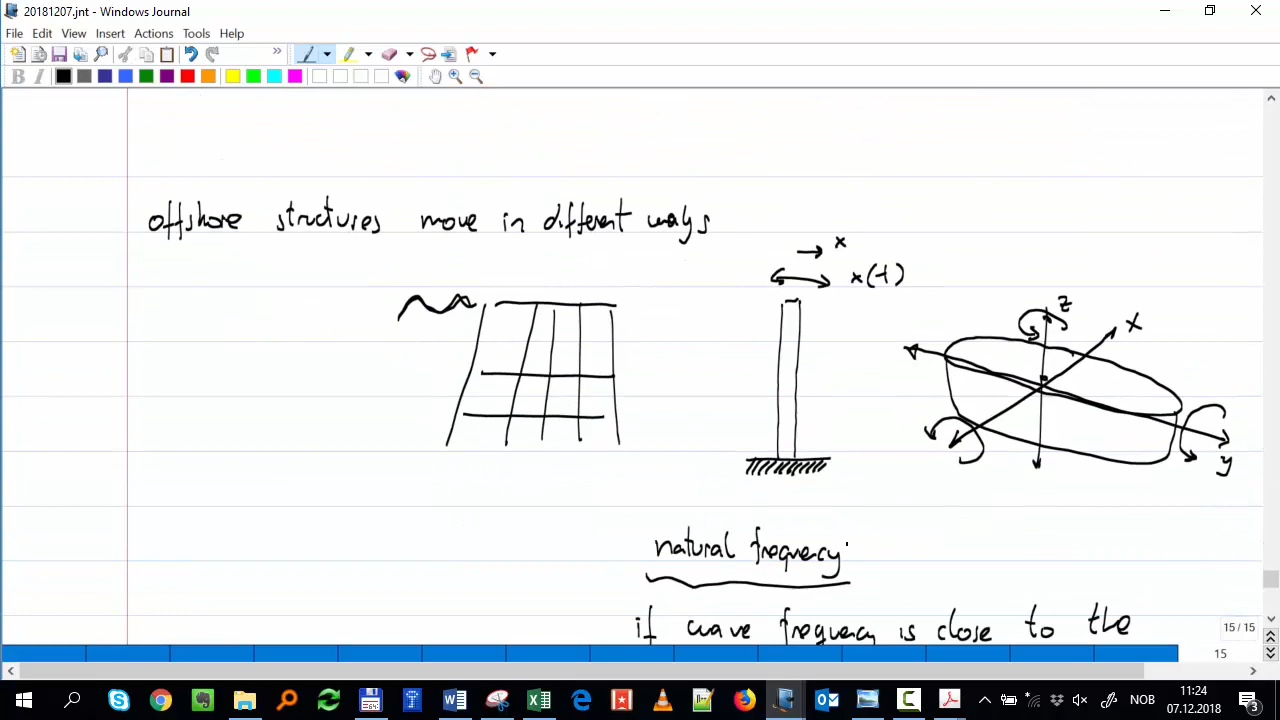 20181207.jnt - Windows Journal
File Edit View Insert Actions Tools Help
B I
offshore structures move in different ways
x
x(t)
z
x
y
natural frequency
if wave frequency is close to the
15 / 15
15
NOB
11:24
07.12.2018
3